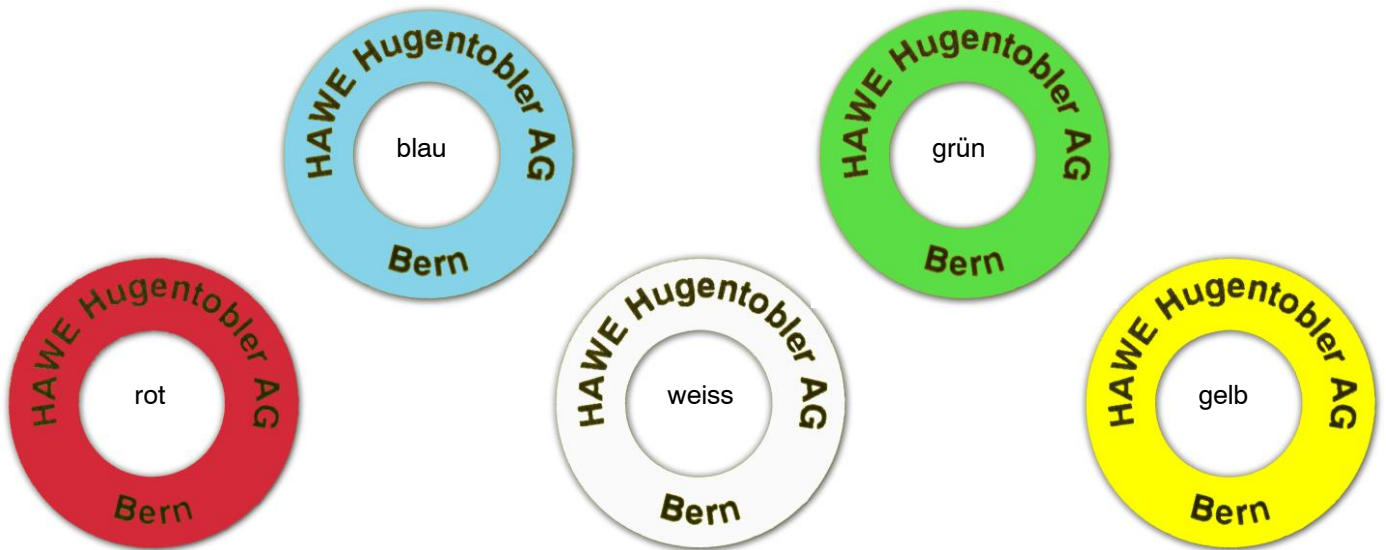 HAWE Hugentobler AG
blau
Bern
HAWE Hugentobler AG
grün
Bern
HAWE Hugentobler AG
rot
Bern
HAWE Hugentobler AG
weiss
Bern
HAWE Hugentobler AG
gelb
Bern